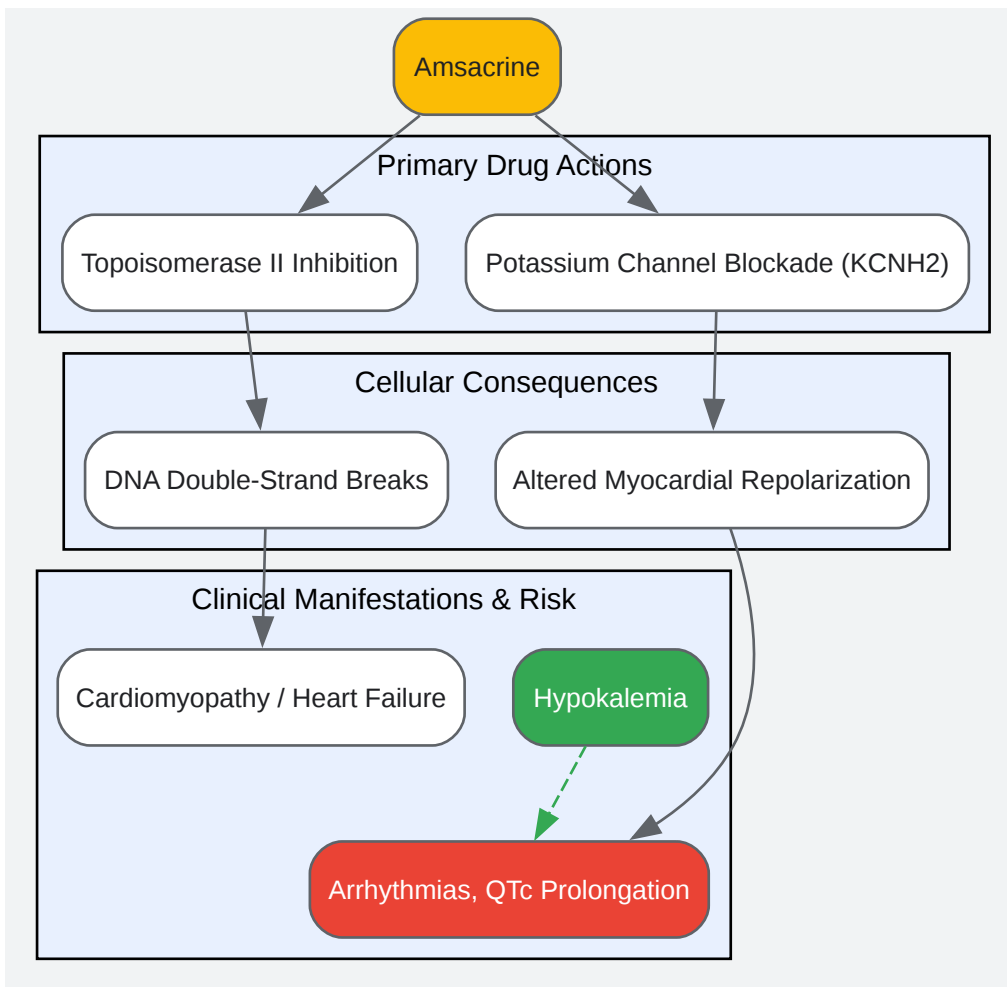 Amsacrine
Primary Drug Actions
Topoisomerase II Inhibition
Potassium Channel Blockade (KCNH2)
Cellular Consequences
DNA Double-Strand Breaks
Altered Myocardial Repolarization
Clinical Manifestations & Risk
Cardiomyopathy / Heart Failure
Hypokalemia
Arrhythmias, QTc Prolongation